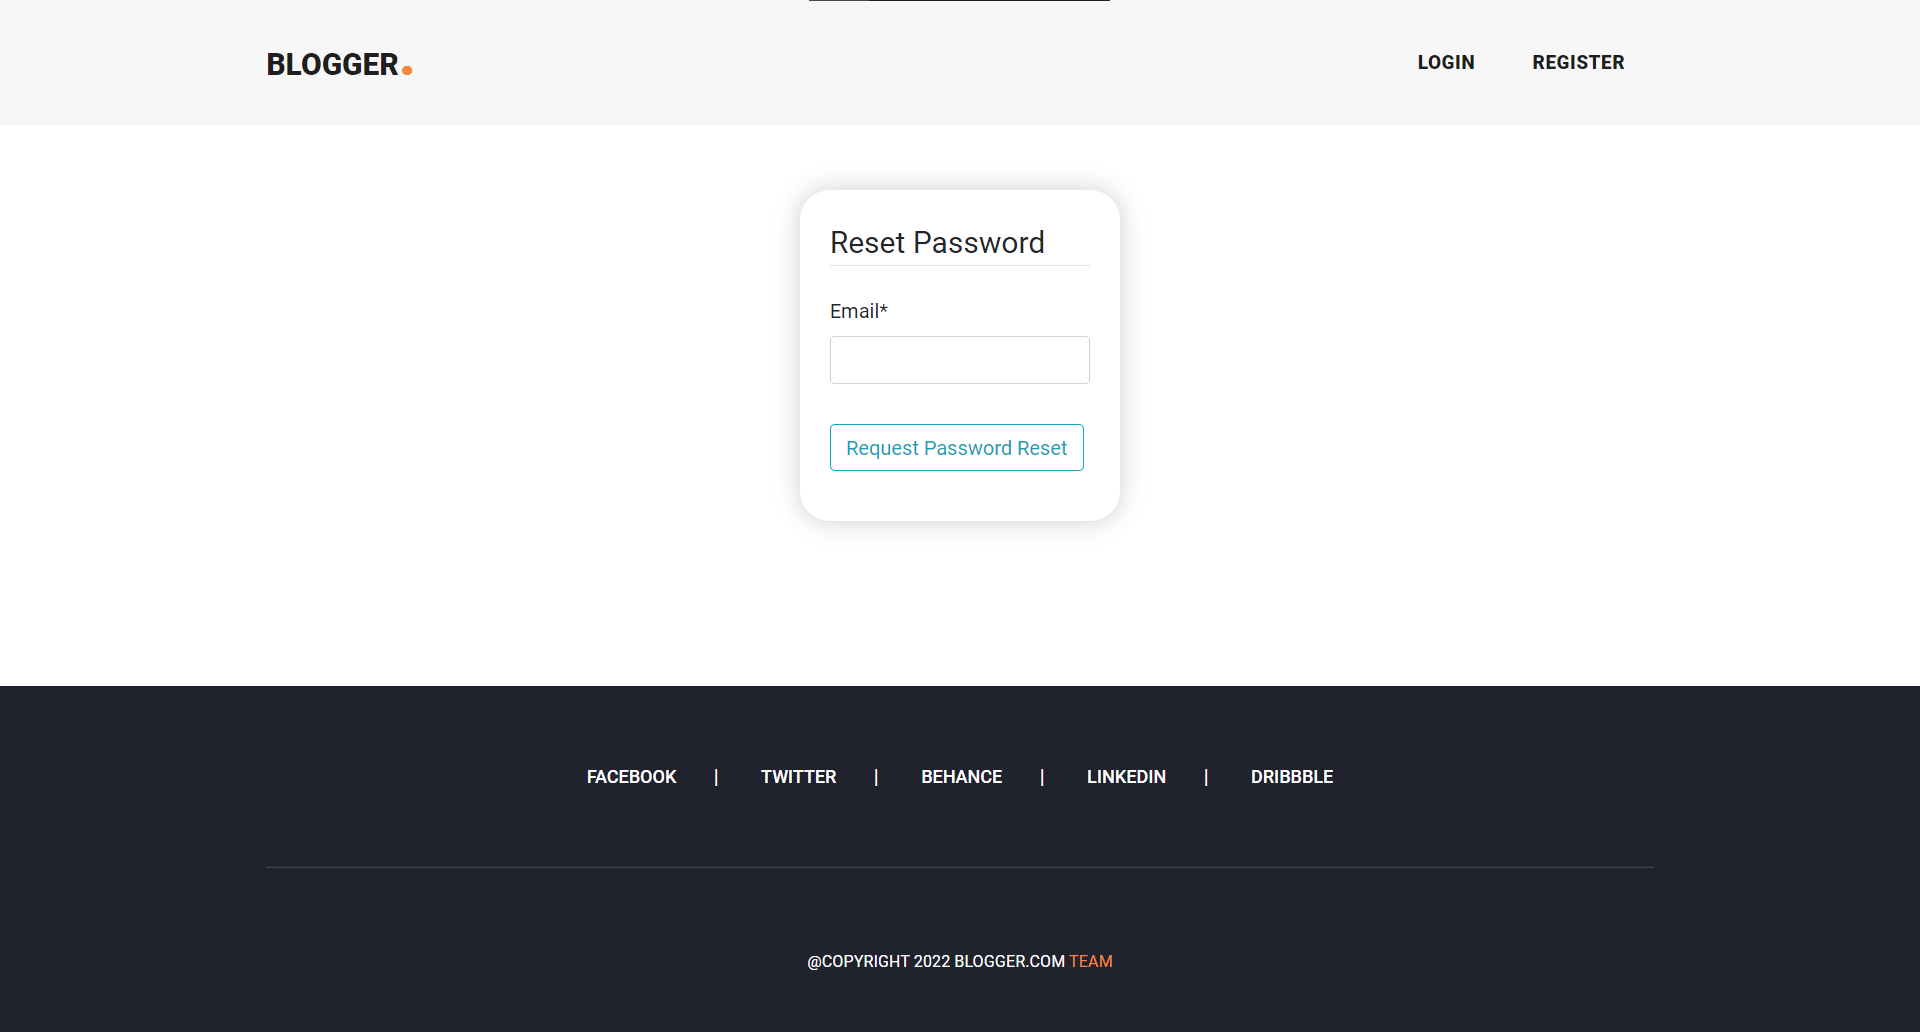 BLOGGER.
LOGIN REGISTER
Reset Password
Email*
Request Password Reset
FACEBOOK | TWITTER | BEHANCE | LINKEDIN | DRIBBBLE
@COPYRIGHT 2022 BLOGGER.COM TEAM